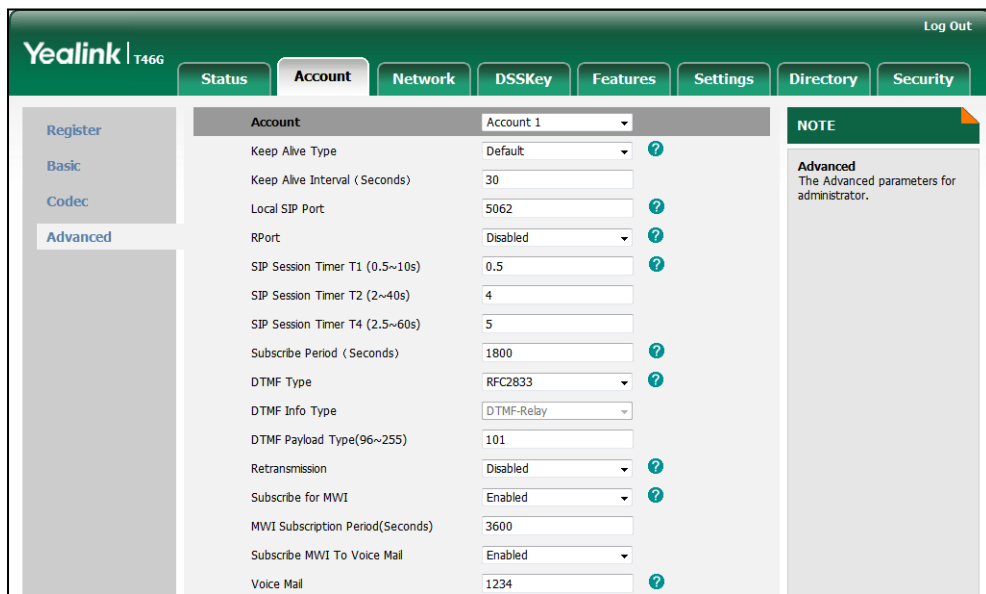 Log Out
Yealink | T46G
Status Account Network DSSKey Features Settings Directory Security
Register
Basic
Codec
Advanced
Account Account 1
Keep Alive Type Default ?
Keep Alive Interval (Seconds) 30
Local SIP Port 5062 ?
RPort Disabled ?
SIP Session Timer T1 (0.5~10s) 0.5 ?
SIP Session Timer T2 (2~40s) 4
SIP Session Timer T4 (2.5~60s) 5
Subscribe Period (Seconds) 1800 ?
DTMF Type RFC2833 ?
DTMF Info Type DTMF-Relay
DTMF Payload Type(96~255) 101
Retransmission Disabled ?
Subscribe for MWI Enabled ?
MWI Subscription Period(Seconds) 3600
Subscribe MWI To Voice Mail Enabled
Voice Mail 1234 ?
NOTE
Advanced
The Advanced parameters for
administrator.